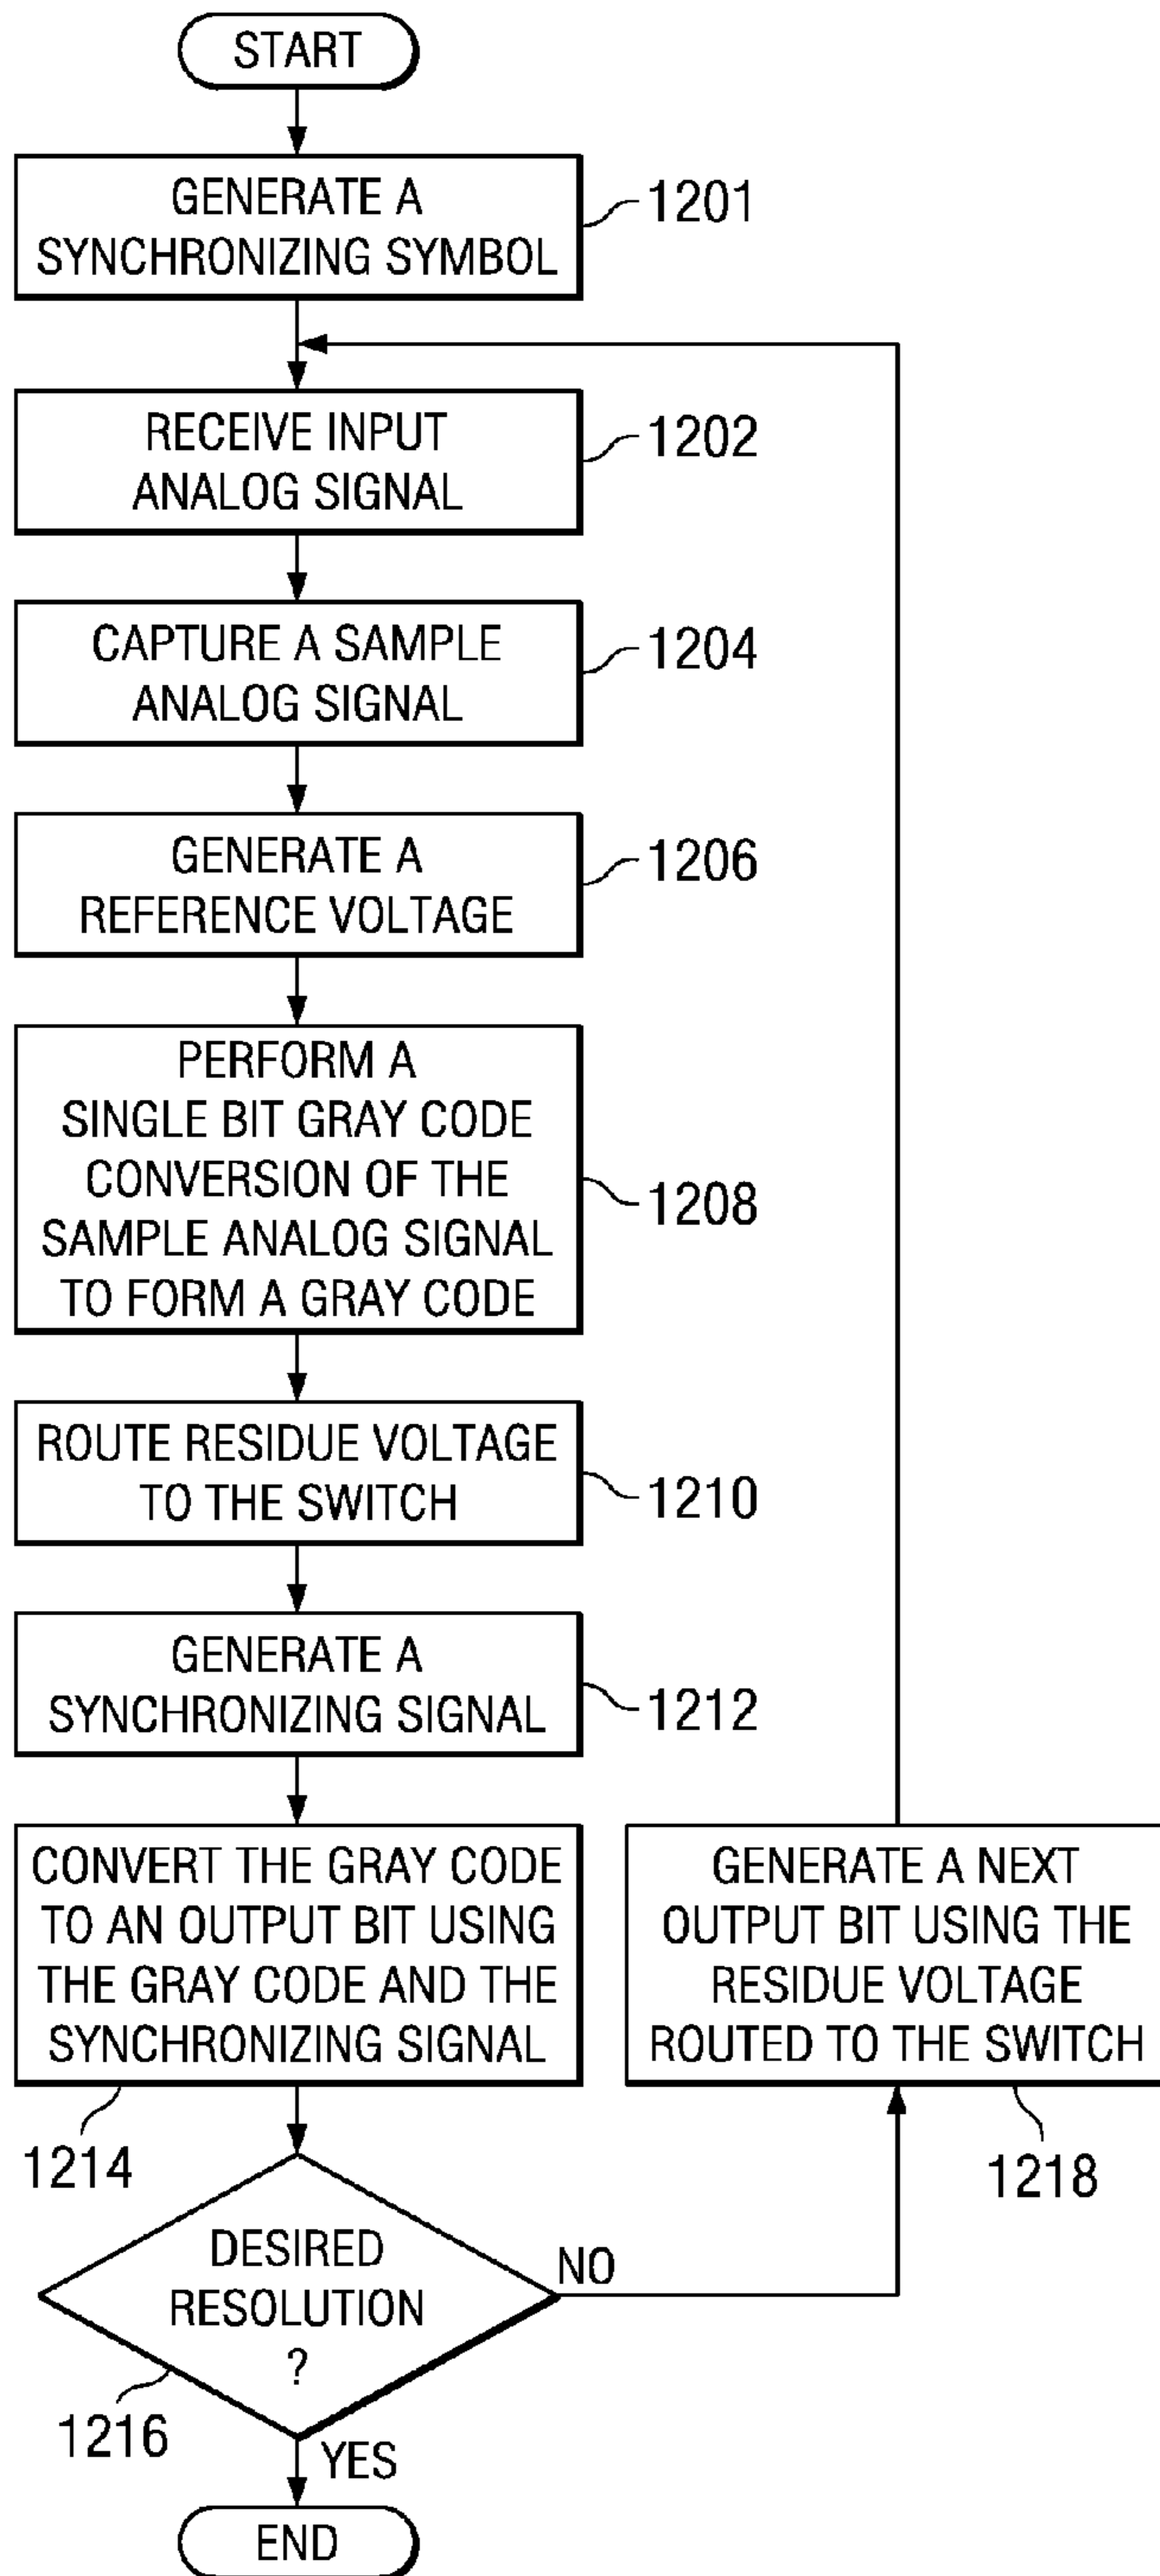 START
GENERATE A
SYNCHRONIZING SYMBOL
1201
RECEIVE INPUT
ANALOG SIGNAL
1202
CAPTURE A SAMPLE
ANALOG SIGNAL
1204
GENERATE A
REFERENCE VOLTAGE
1206
PERFORM A
SINGLE BIT GRAY CODE
CONVERSION OF THE
SAMPLE ANALOG SIGNAL
TO FORM A GRAY CODE
1208
ROUTE RESIDUE VOLTAGE
TO THE SWITCH
1210
GENERATE A
SYNCHRONIZING SIGNAL
1212
CONVERT THE GRAY CODE
TO AN OUTPUT BIT USING
THE GRAY CODE AND THE
SYNCHRONIZING SIGNAL
1214
GENERATE A NEXT
OUTPUT BIT USING THE
RESIDUE VOLTAGE
ROUTED TO THE SWITCH
1218
DESIRED
RESOLUTION
?
NO
1216
YES
END